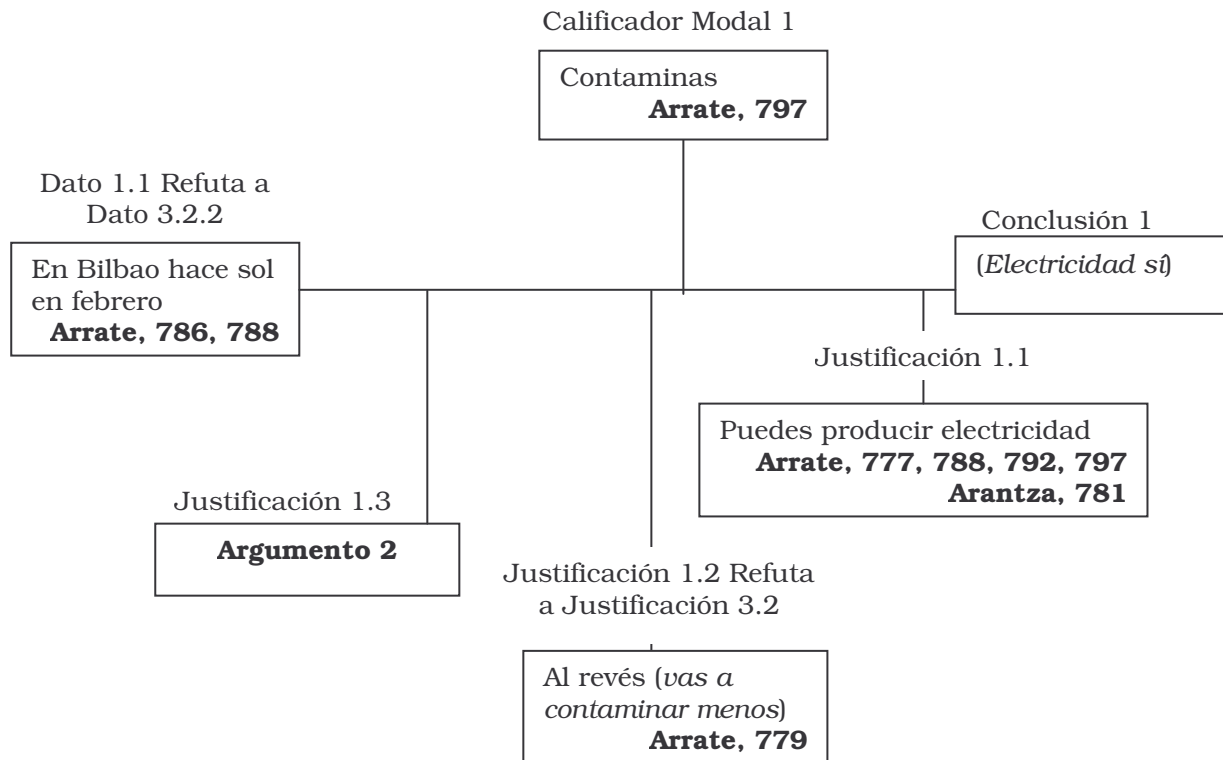 Calificador Modal 1
Contaminas
Arrate, 797
Dato 1.1 Refuta a
Dato 3.2.2
En Bilbao hace sol
en febrero
Arrate, 786, 788
Conclusión 1
(Electricidad sí)
Justificación 1.1
Puedes producir electricidad
Arrate, 777, 788, 792, 797
Arantza, 781
Justificación 1.3
Argumento 2
Justificación 1.2 Refuta
a Justificación 3.2
Al revés (vas a
contaminar menos)
Arrate, 779